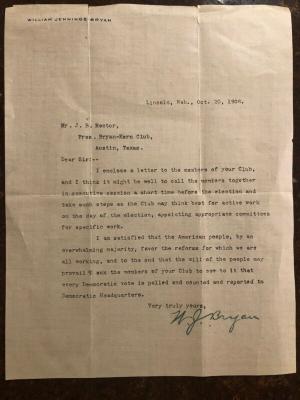 WILLIAM JENNINGS BRYAN
Lincoln, Neb., Oct. 20, 1908.
Mr. J. B. Rector,
Pres. Bryan-Kern Club,
Austin, Texas.
Dear Sir:--
I enclose a letter to the members of your Club,
and I think it might be well to call the members together
in executive session a short time before the election and
take such steps as the Club may think best for active work
on the day of the election, appointing appropriate committees
for specific work.
I am satisfied that the American people, by an
overwhelming majority, favor the reforms for which we are
all working, and to the end that the will of the people may
prevail I ask the members of your Club to see to it that
every Democratic vote is polled and counted and reported to
Democratic Headquarters.
Very truly yours,
W. J. Bryan